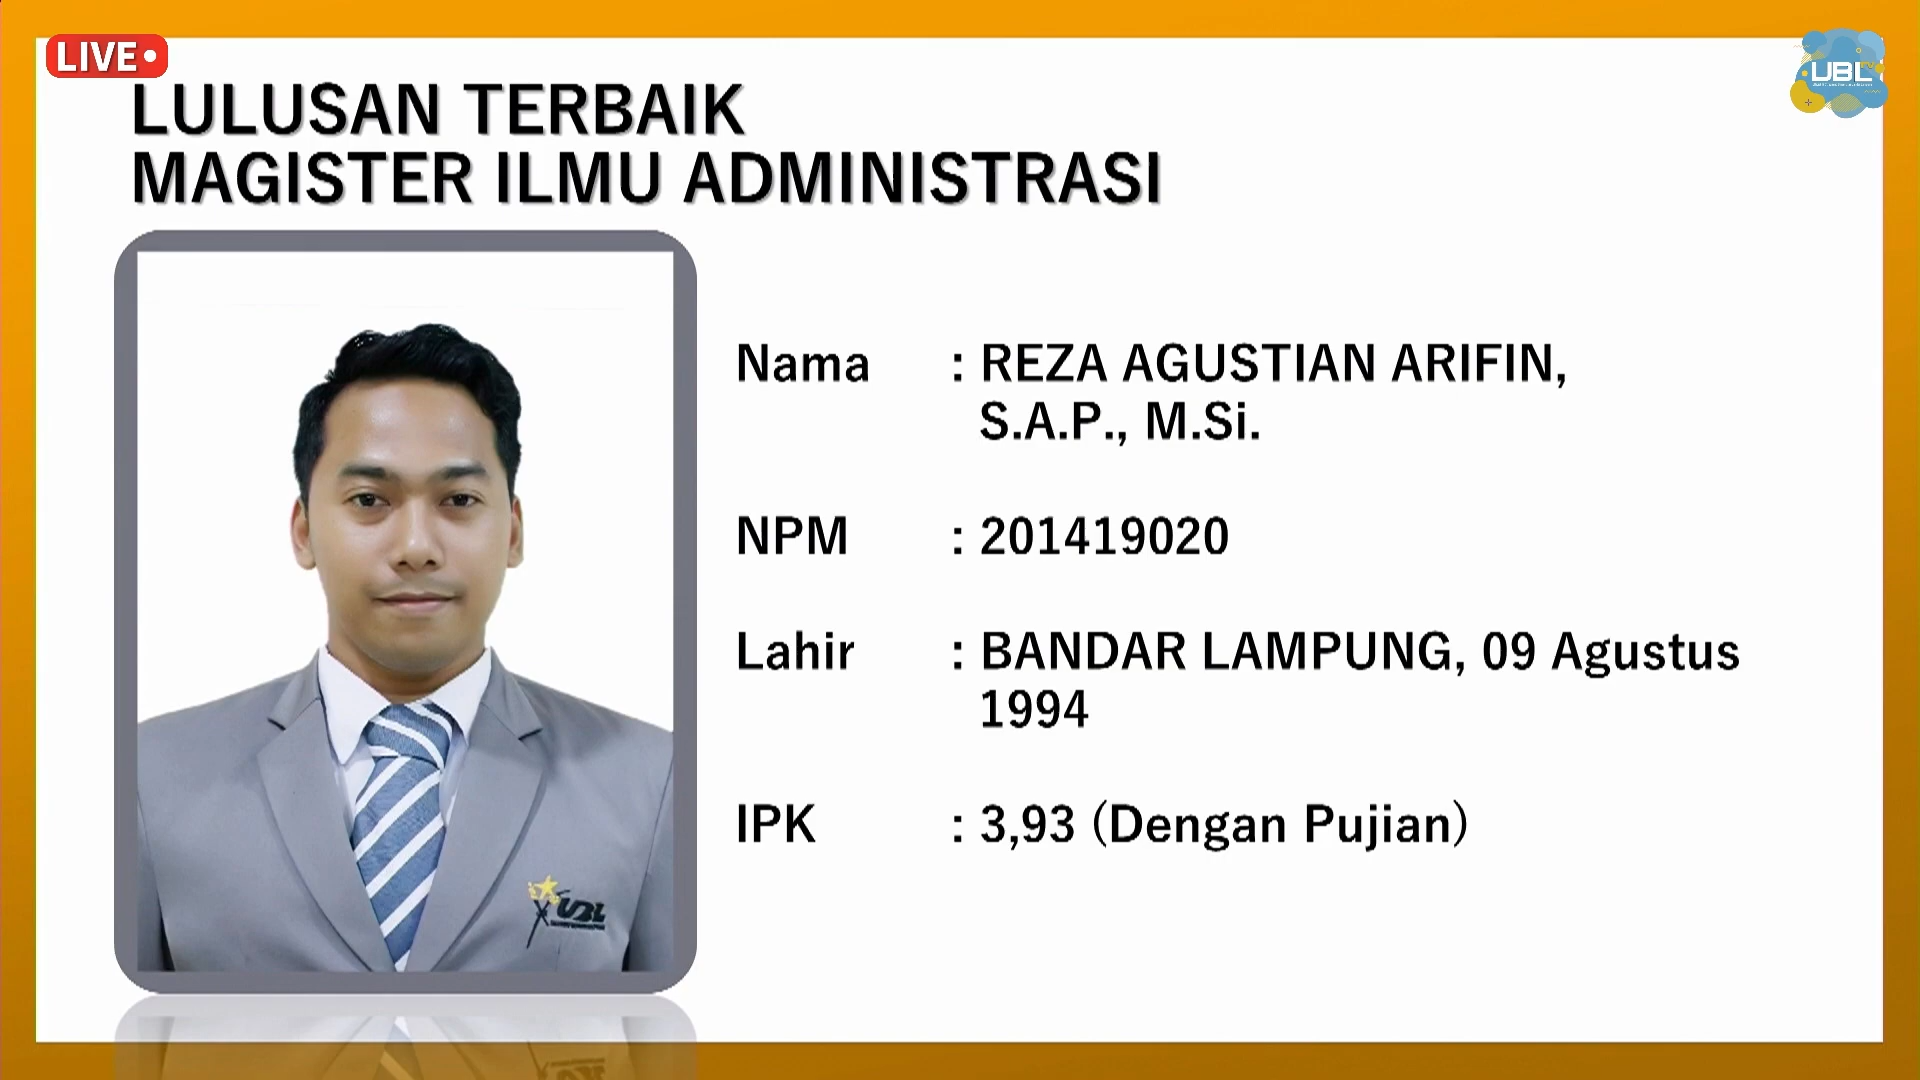 LIVE
UBL
LULUSAN TERBAIK
MAGISTER ILMU ADMINISTRASI
Nama : REZA AGUSTIAN ARIFIN,
S.A.P., M.Si.
NPM : 201419020
Lahir : BANDAR LAMPUNG, 09 Agustus
1994
IPK : 3,93 (Dengan Pujian)
UBL